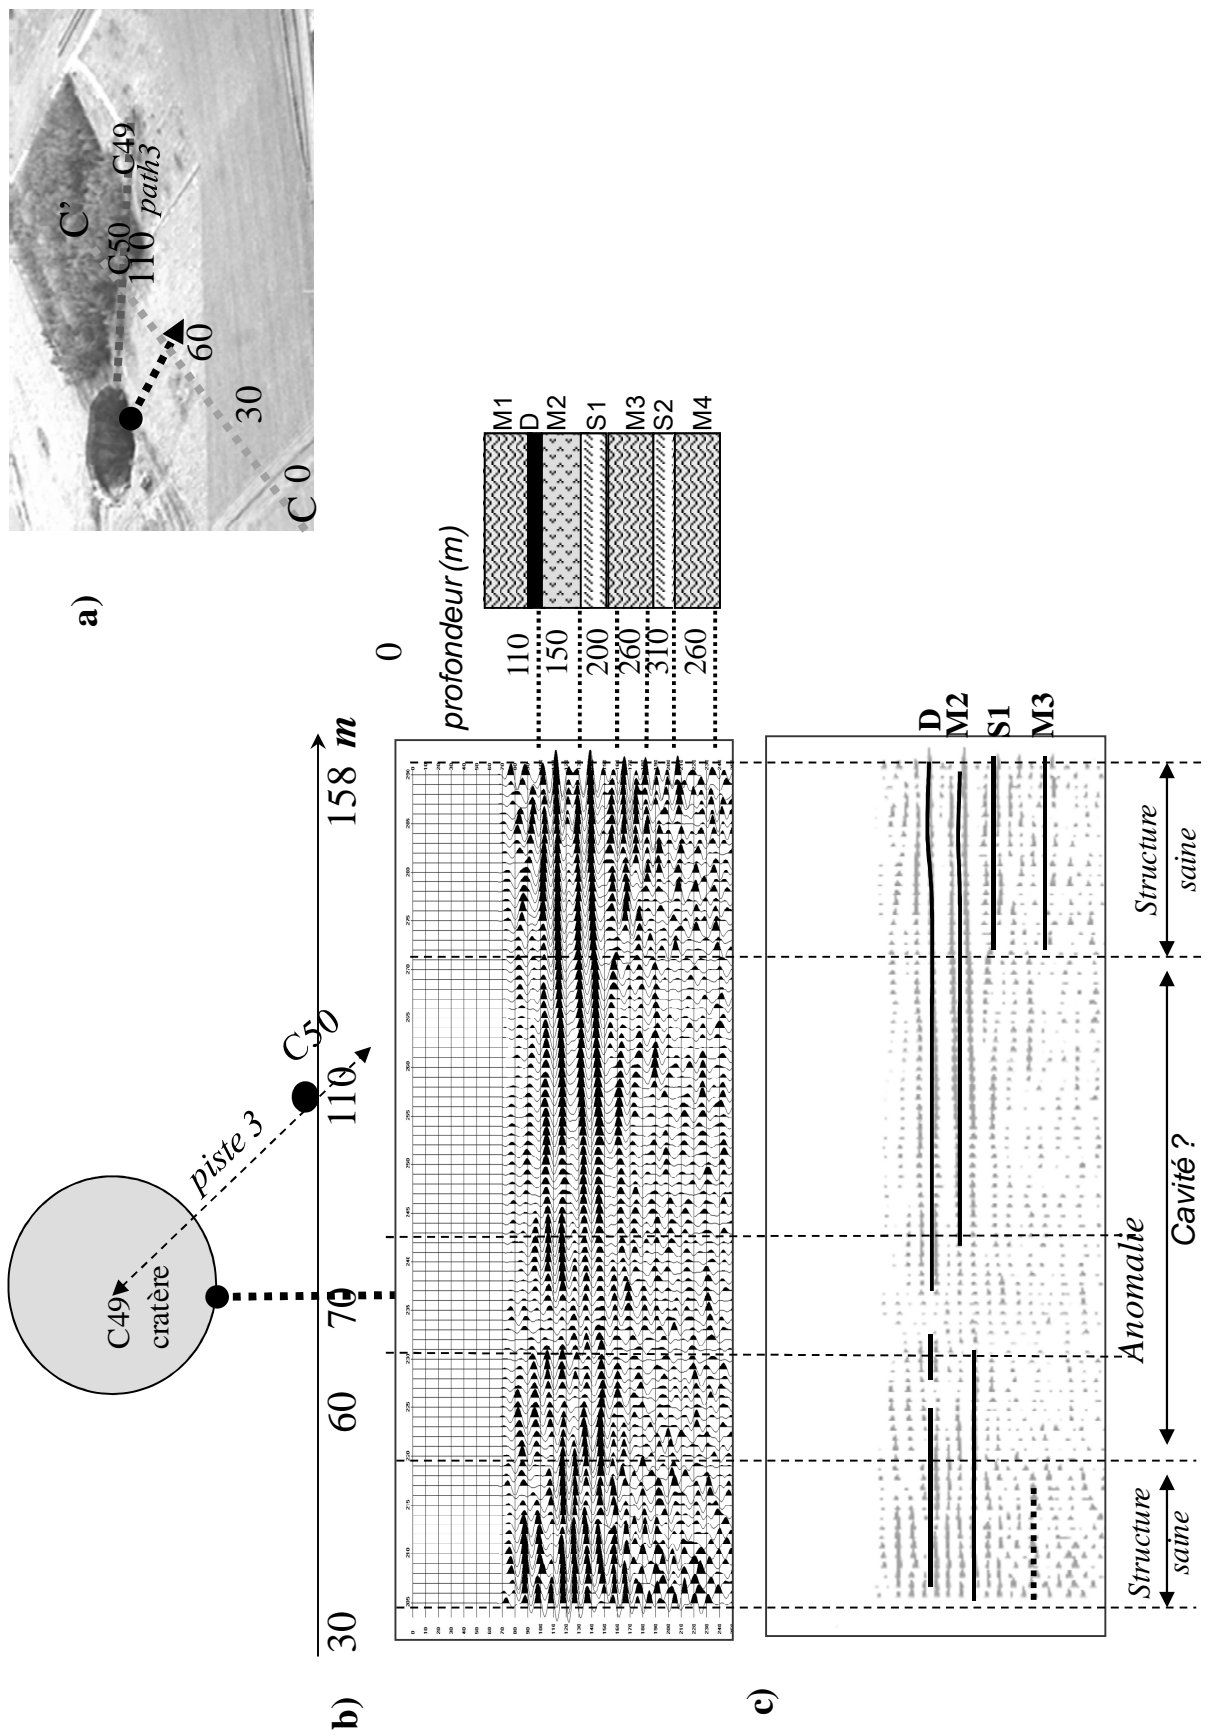 a)
C'
C50
C49
path3
110
60
30
C 0
b)
C49
cratère
piste 3
C50
30
60
70
110
158 m
0
profondeur (m)
110
150
200
260
310
260
M1
D
M2
S1
M3
S2
M4
c)
D
M2
S1
M3
Structure
saine
Anomalie
Cavité ?
Structure
saine